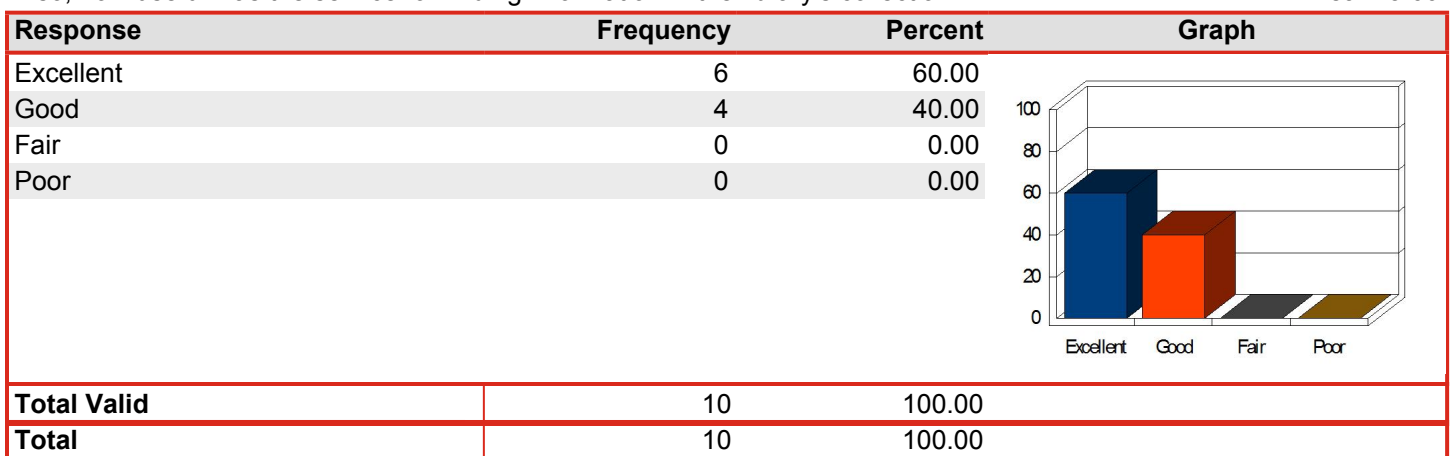 Response Frequency Percent Graph
Excellent 6 60.00
Good 4 40.00
Fair 0 0.00
Poor 0 0.00
100
80
60
40
20
0
Excellent Good Fair Poor
Total Valid 10 100.00
Total 10 100.00